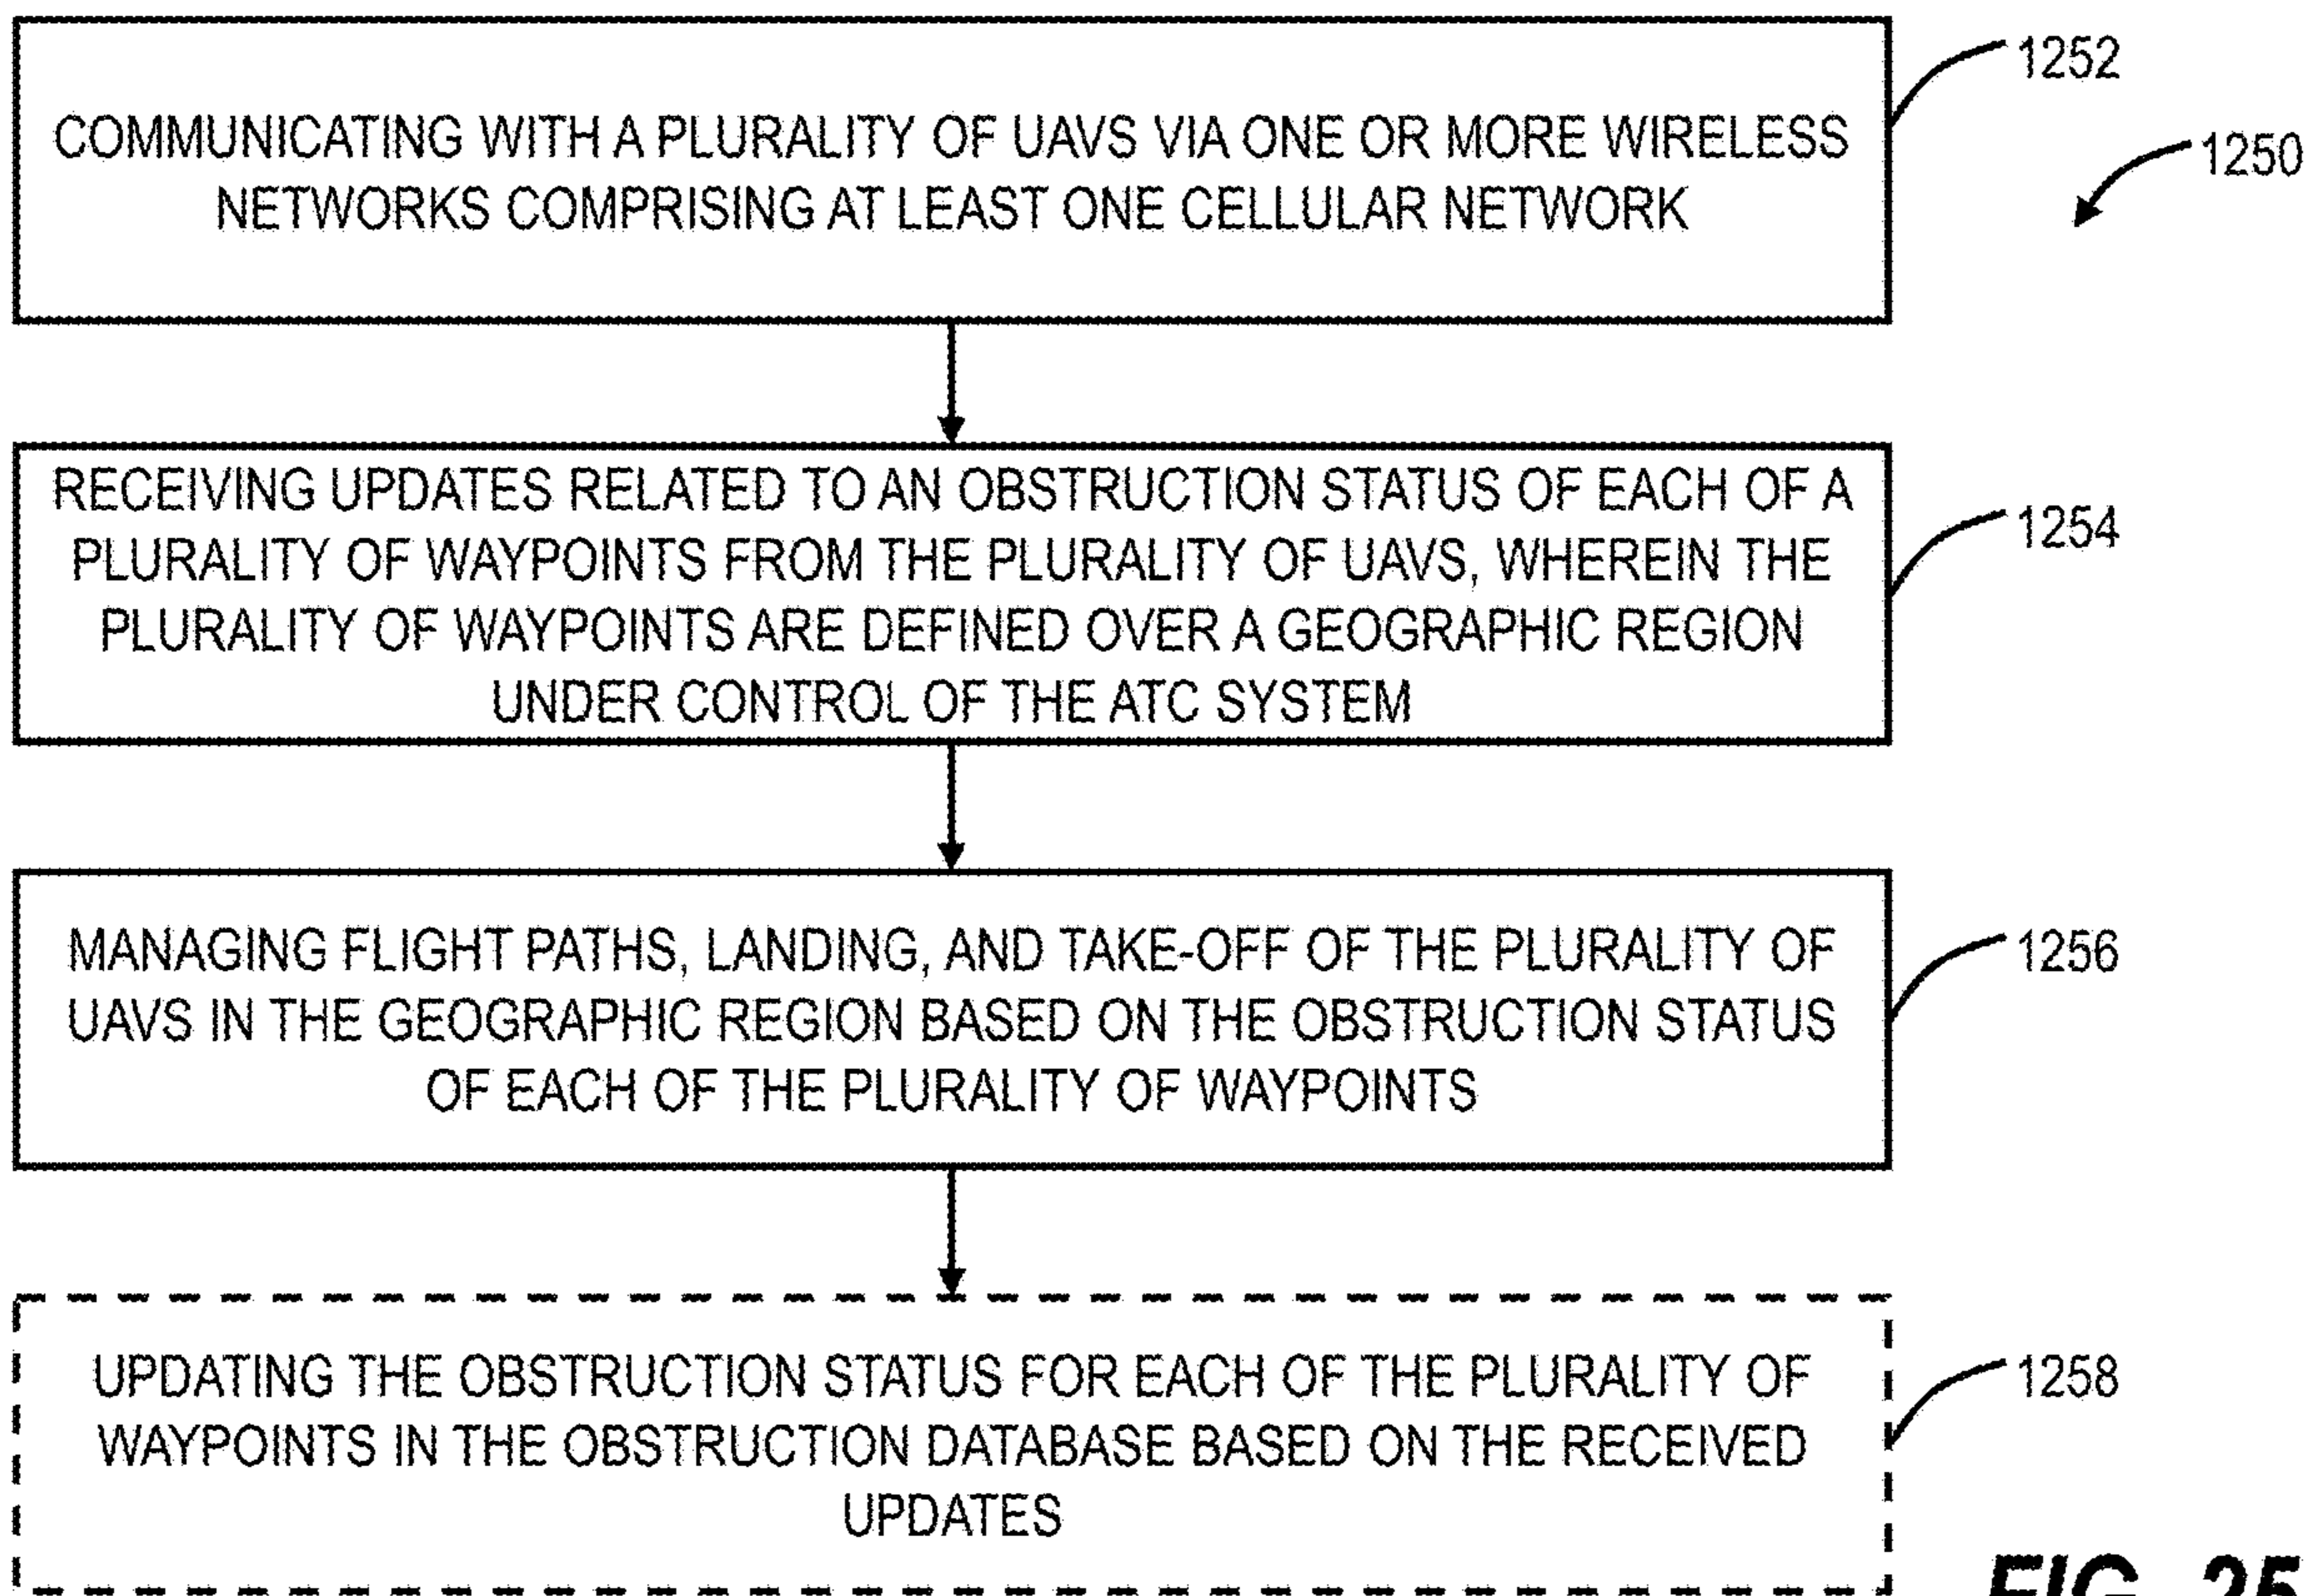 COMMUNICATING WITH A PLURALITY OF UAVS VIA ONE OR MORE WIRELESS
NETWORKS COMPRISING AT LEAST ONE CELLULAR NETWORK
1252
1250
RECEIVING UPDATES RELATED TO AN OBSTRUCTION STATUS OF EACH OF A
PLURALITY OF WAYPOINTS FROM THE PLURALITY OF UAVS, WHEREIN THE
PLURALITY OF WAYPOINTS ARE DEFINED OVER A GEOGRAPHIC REGION
UNDER CONTROL OF THE ATC SYSTEM
1254
MANAGING FLIGHT PATHS, LANDING, AND TAKE-OFF OF THE PLURALITY OF
UAVS IN THE GEOGRAPHIC REGION BASED ON THE OBSTRUCTION STATUS
OF EACH OF THE PLURALITY OF WAYPOINTS
1256
UPDATING THE OBSTRUCTION STATUS FOR EACH OF THE PLURALITY OF
WAYPOINTS IN THE OBSTRUCTION DATABASE BASED ON THE RECEIVED
UPDATES
1258
FIG. 25